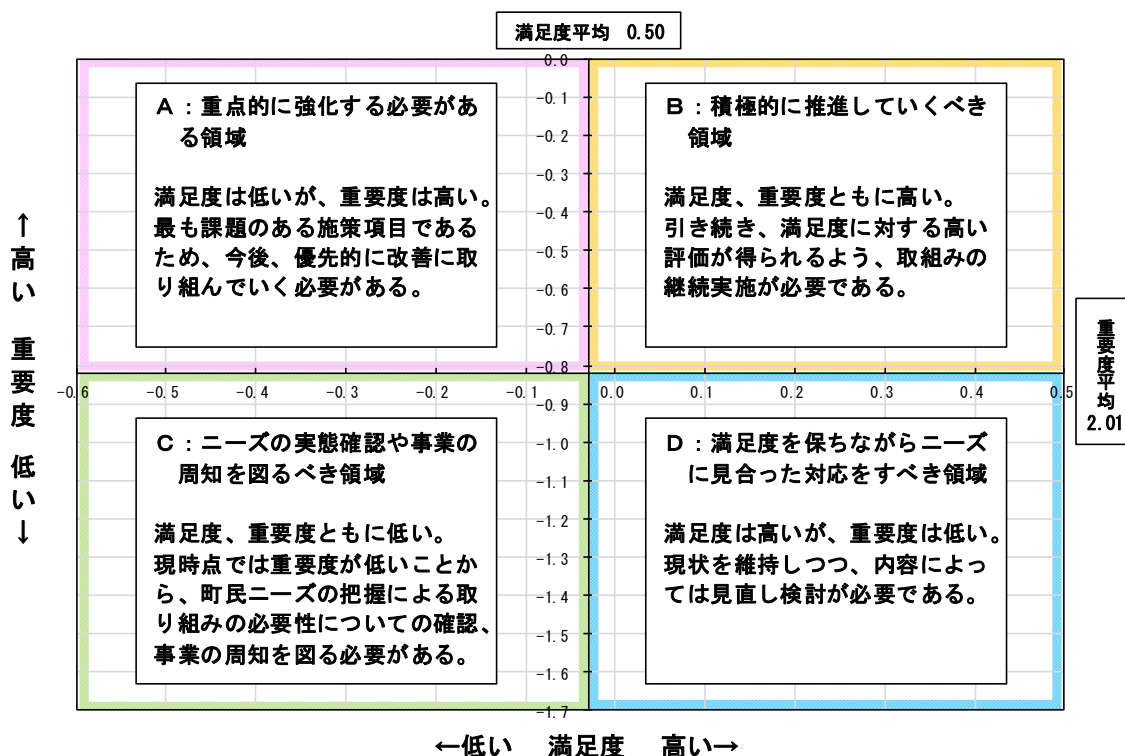 満足度平均 0.50
A：重点的に強化する必要があ
る領域
満足度は低いが、重要度は高い。
最も課題のある施策項目である
ため、今後、優先的に改善に取
り組んでいく必要がある。
B：積極的に推進していくべき
領域
満足度、重要度ともに高い。
引き続き、満足度に対する高い
評価が得られるよう、取組みの
継続実施が必要である。
0.0
-0.1
-0.2
-0.3
-0.4
-0.5
-0.6
-0.7
-0.8
-0.9
-1.0
-1.1
-1.2
-1.3
-1.4
-1.5
-1.6
-1.7
↑高い 重要度 低い↓
重要度平均
2.01
-0.6 -0.5 -0.4 -0.3 -0.2 -0.1 0.0 0.1 0.2 0.3 0.4 0.5
C：ニーズの実態確認や事業の
周知を図るべき領域
満足度、重要度ともに低い。
現時点では重要度が低いことか
ら、町民ニーズの把握による取
り組みの必要性についての確認、
事業の周知を図る必要がある。
D：満足度を保ちながらニーズ
に見合った対応をすべき領域
満足度は高いが、重要度は低い。
現状を維持しつつ、内容によっ
ては見直し検討が必要である。
←低い 満足度 高い→